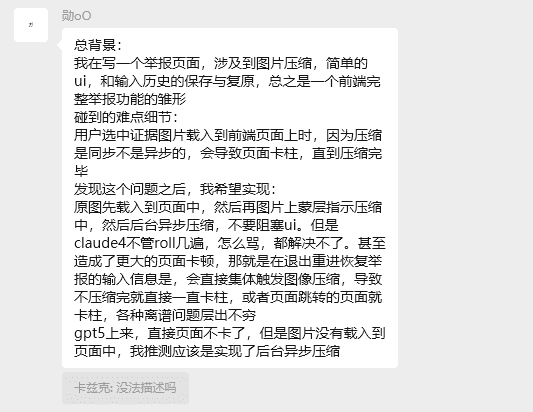 勋oO
总背景：
我在写一个举报页面，涉及到图片压缩，简单的
ui，和输入历史的保存与复原，总之是一个前端完
整举报功能的雏形
碰到的难点细节：
用户选中证据图片载入到前端页面上时，因为压缩
是同步不是异步的，会导致页面卡柱，直到压缩完
毕
发现这个问题之后，我希望实现：
原图先载入到页面中，然后再图片上蒙层指示压缩
中，然后后台异步压缩，不要阻塞ui。但是
claude4不管roll几遍，怎么骂，都解决不了。甚至
造成了更大的页面卡顿，那就是在退出重进恢复举
报的输入信息是，会直接集体触发图像压缩，导致
不压缩完就直接一直卡柱，或者页面跳转的页面就
卡柱，各种离谱问题层出不穷
gpt5上来，直接页面不卡了，但是图片没有载入到
页面中，我推测应该是实现了后台异步压缩
卡兹克: 没法描述吗